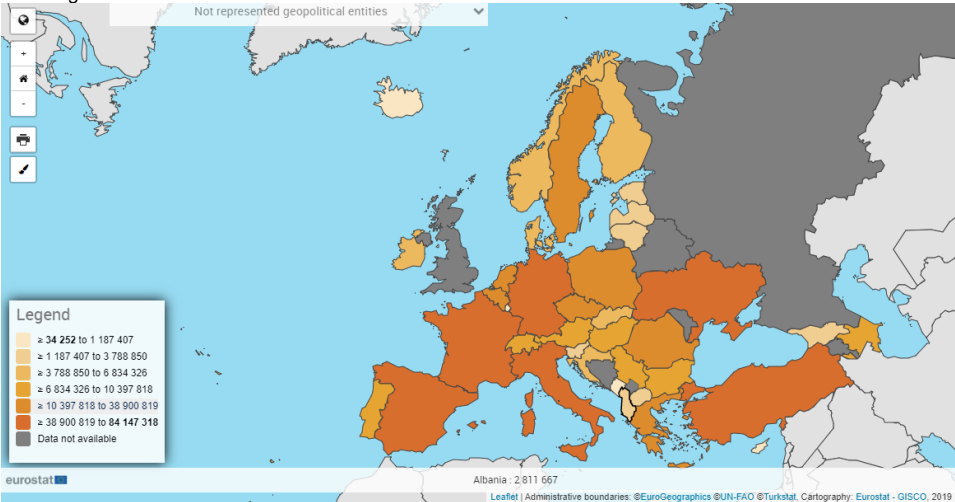 Not represented geopolitical entities
+
-
Legend
≥ 34 252 to 1 187 407
≥ 1 187 407 to 3 788 850
≥ 3 788 850 to 6 834 326
≥ 6 834 326 to 10 397 818
≥ 10 397 818 to 38 900 819
≥ 38 900 819 to 84 147 318
Data not available
eurostat
Albania : 2 811 667
Leaflet | Administrative boundaries: ©EuroGeographics ©UN-FAO ©Turkstat, Cartography: Eurostat - GISCO, 2019